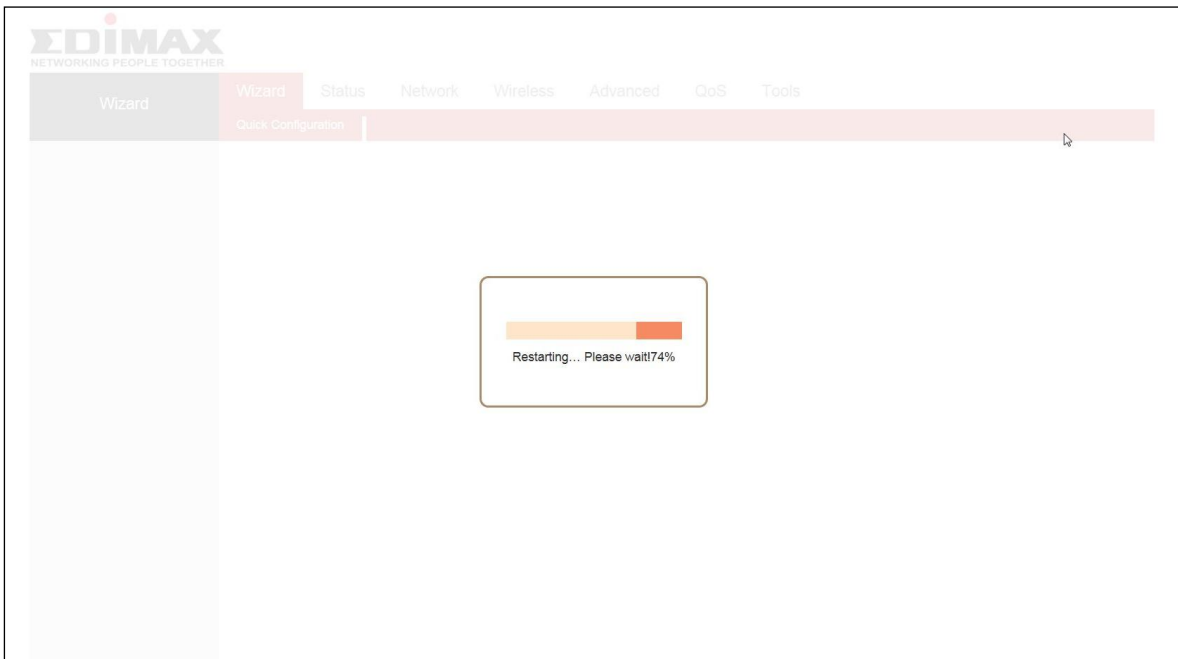 EDIMAX
NETWORKING PEOPLE TOGETHER
Wizard
Wizard Status Network Wireless Advanced QoS Tools
Quick Configuration
Restarting... Please wait!74%